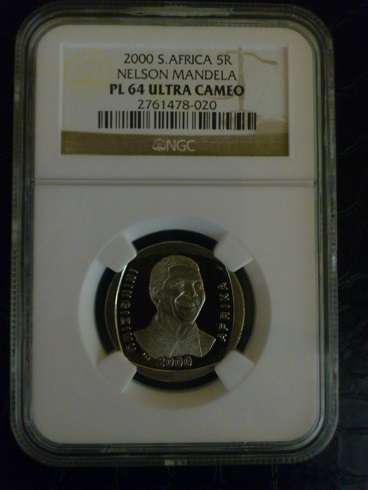 2000 S.AFRICA 5R
NELSON MANDELA
PL 64 ULTRA CAMEO
2761478-020
NGC
AFRIKA
2000